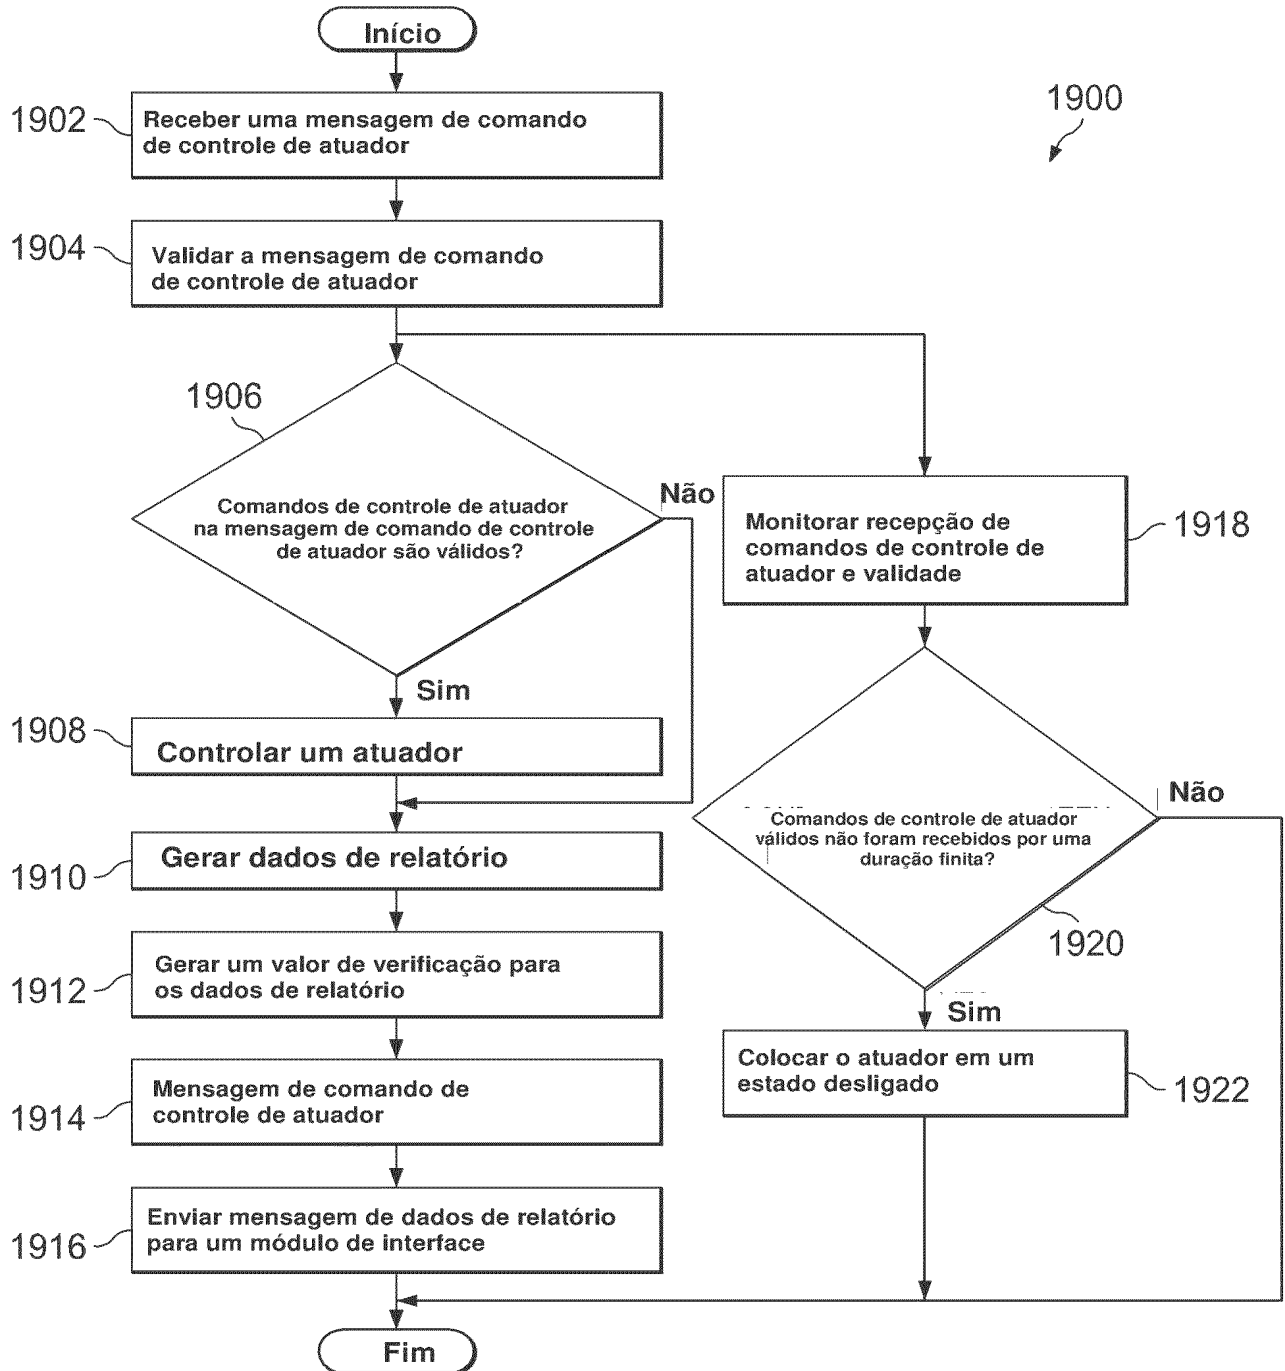 Início
1900
1902
Receber uma mensagem de comando
de controle de atuador
1904
Validar a mensagem de comando
de controle de atuador
1906
Comandos de controle de atuador
na mensagem de comando de controle
de atuador são válidos?
Não
Sim
1908
Controlar um atuador
1910
Gerar dados de relatório
1912
Gerar um valor de verificação para
os dados de relatório
1914
Mensagem de comando de
controle de atuador
1916
Enviar mensagem de dados de relatório
para um módulo de interface
Monitorar recepção de
comandos de controle de
atuador e validade
1918
Comandos de controle de atuador
válidos não foram recebidos por uma
duração finita?
Não
1920
Sim
Colocar o atuador em um
estado desligado
1922
Fim